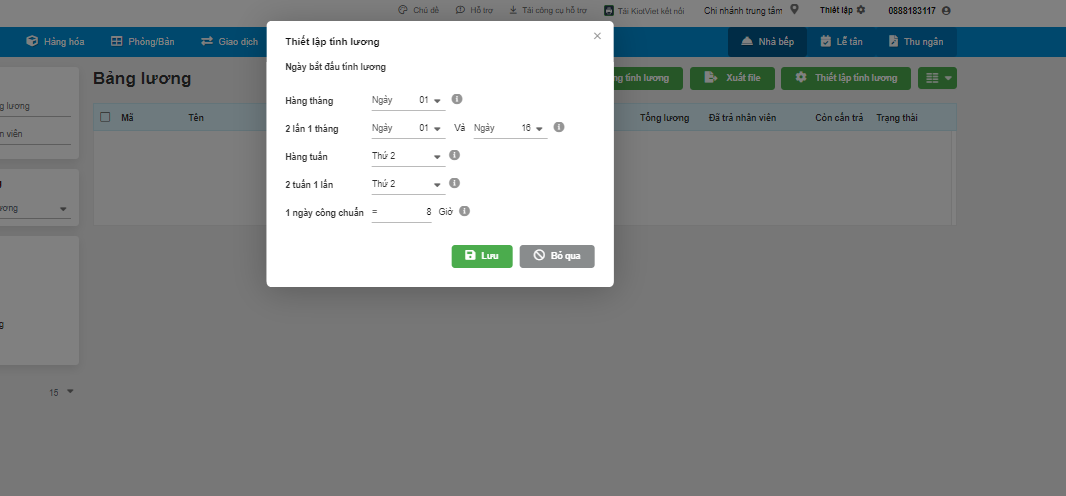 Chủ đề Hỗ trợ Tải công cụ hỗ trợ Tải KiotViet kết nối Chi nhánh trung tâm Thiết lập 0888183117
Hàng hóa Phòng/Bàn Giao dịch Nhà bếp Lễ tân Thu ngân
Thiết lập tính lương
Ngày bắt đầu tính lương
Bảng lương
tính lương Xuất file Thiết lập tính lương
Hàng tháng Ngày 01
lương
Mã Tên Tổng lương Đã trả nhân viên Còn cần trả Trạng thái
2 lần 1 tháng Ngày 01 Và Ngày 16
viên
Hàng tuần Thứ 2
2 tuần 1 lần Thứ 2
1 ngày công chuẩn = 8 Giờ
Lưu Bỏ qua
15